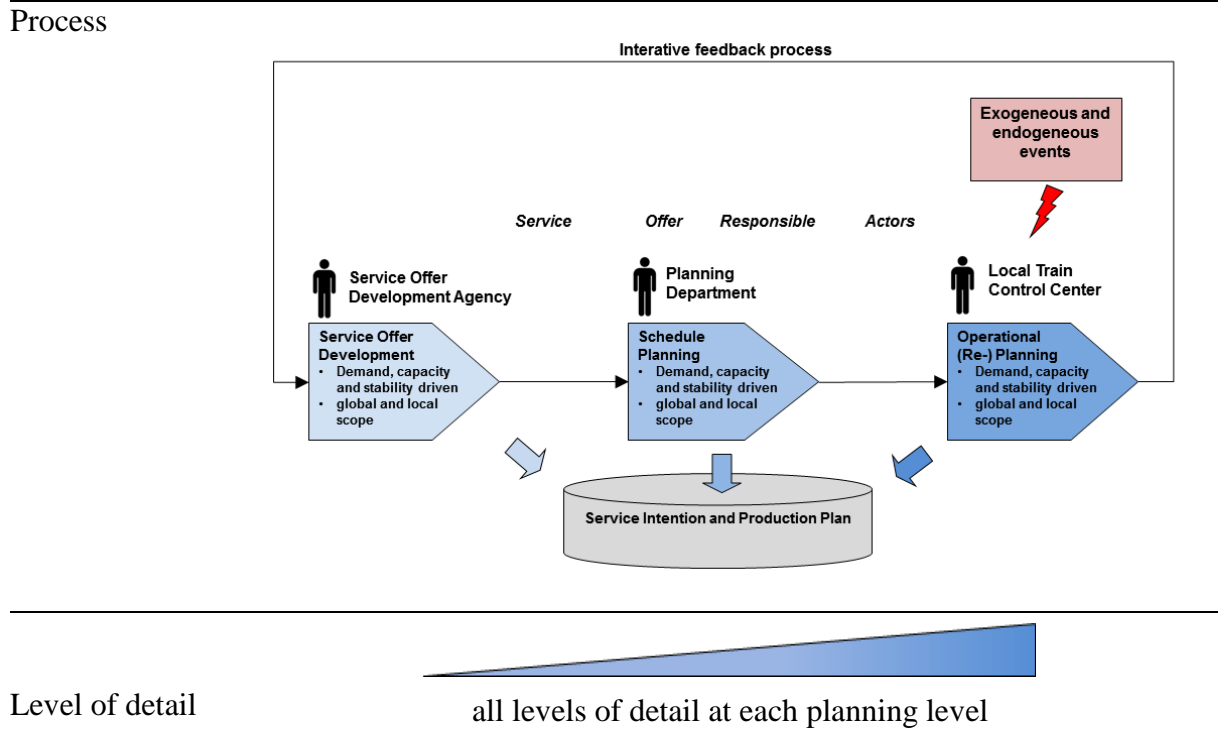 Process
Interative feedback process
Exogeneous and
endogeneous
events
Service Offer Responsible Actors
Service Offer
Development Agency
Planning
Department
Local Train
Control Center
Service Offer
Development
• Demand, capacity
and stability driven
• global and local
scope
Schedule
Planning
• Demand, capacity
and stability driven
• global and local
scope
Operational
(Re-) Planning
• Demand, capacity
and stability driven
• global and local
scope
Service Intention and Production Plan
Level of detail
all levels of detail at each planning level